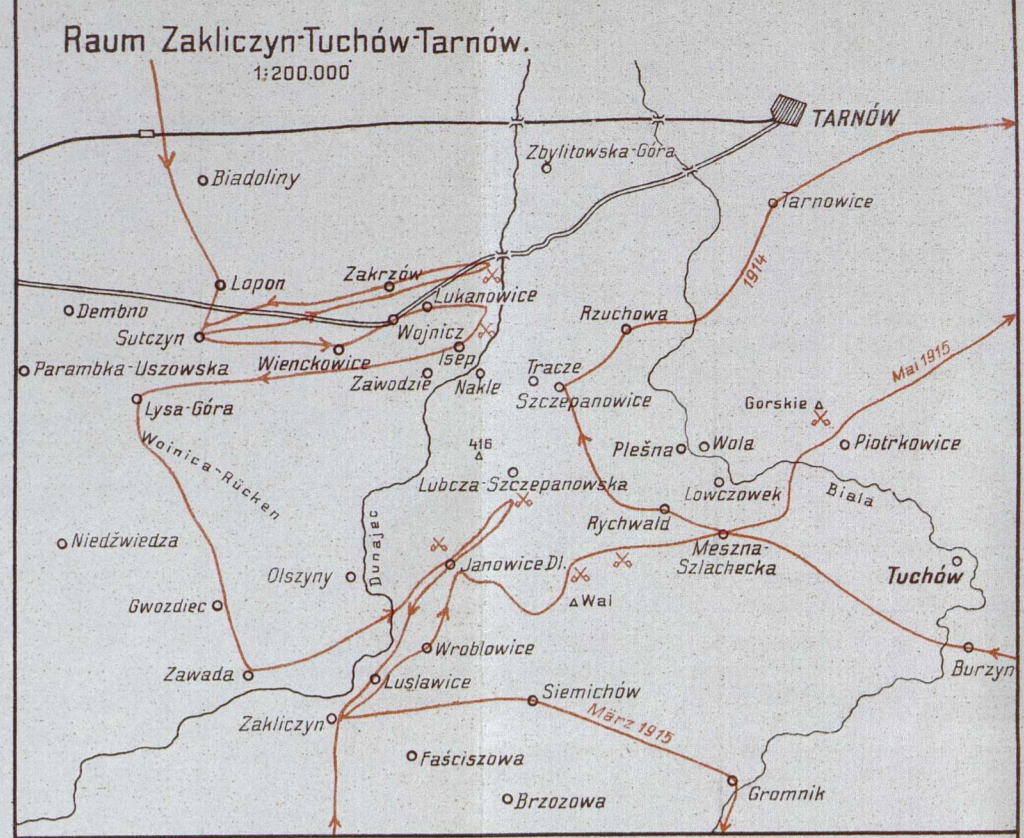 Raum Zakliczyn-Tuchów-Tarnów.
1:200.000
TARNÓW
Zbylitowska-Góra
Biadoliny
Tarnowice
Zakrzów
Lopon
Lukanowice
1914
Dembno
Rzuchowa
Sutczyn
Wojnicz
Wienckowice
Isep
Mai 1915
Parambka-Uszowska
Zawodzie
Nakle
Tracze
Szczepanowice
Lysa-Góra
Gorskie
Wojnica-Rücken
416
Plešna
Wola
Piotrkowice
Lubcza-Szczepanowska
Lowczowek
Biala
Rychwald
Niedźwiedza
Dunajec
Meszna-
Szlachecka
Janowice Dl.
Olszyny
Tuchów
Gwozdiec
Wal
Wroblowice
Zawada
Burzyn
Luslawice
Siemichów
Zakliczyn
März 1915
Faściszowa
Gromnik
Brzozowa